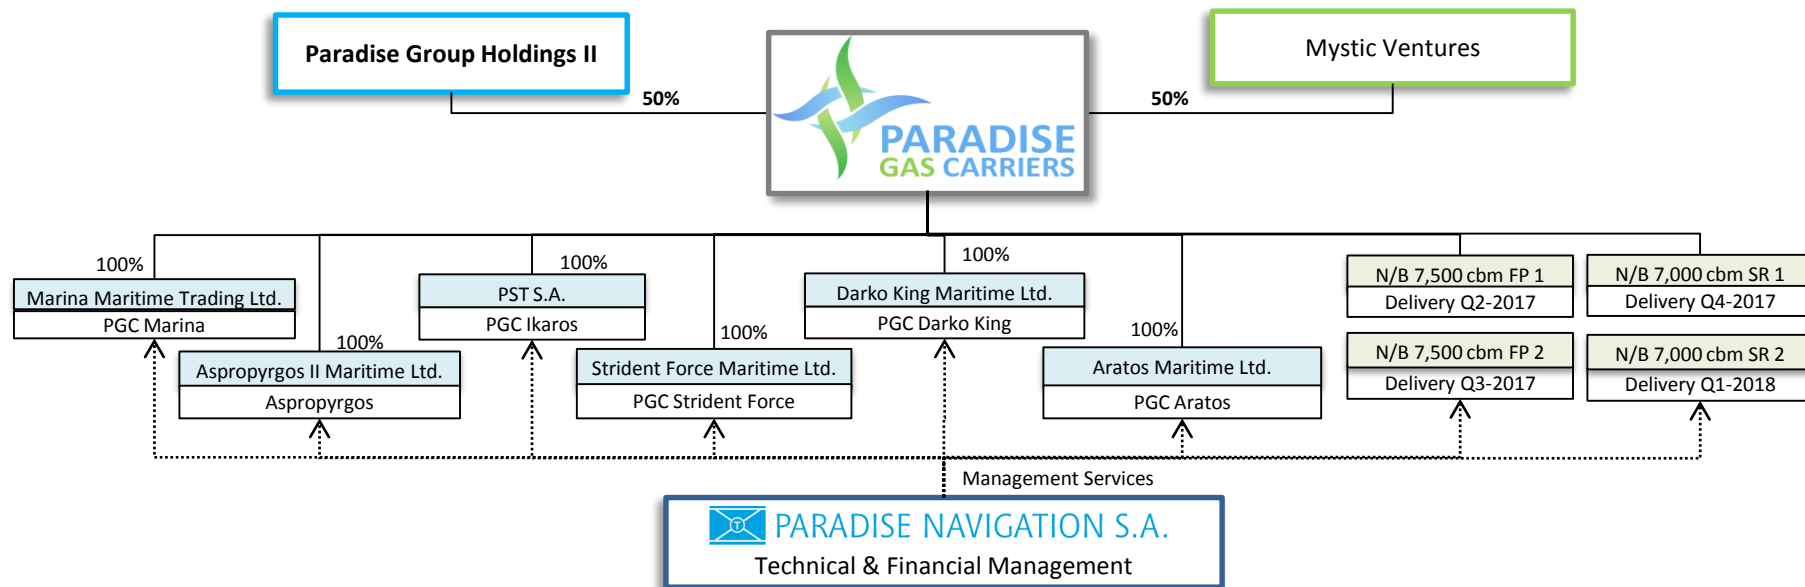 Paradise Group Holdings II
Mystic Ventures
50%
50%
PARADISE
GAS CARRIERS
100%
Marina Maritime Trading Ltd.
PGC Marina
100%
Aspropyrgos II Maritime Ltd.
Aspropyrgos
100%
PST S.A.
PGC Ikaros
100%
Strident Force Maritime Ltd.
PGC Strident Force
100%
Darko King Maritime Ltd.
PGC Darko King
100%
Aratos Maritime Ltd.
PGC Aratos
N/B 7,500 cbm FP 1
Delivery Q2-2017
N/B 7,500 cbm FP 2
Delivery Q3-2017
N/B 7,000 cbm SR 1
Delivery Q4-2017
N/B 7,000 cbm SR 2
Delivery Q1-2018
Management Services
T PARADISE NAVIGATION S.A.
Technical & Financial Management